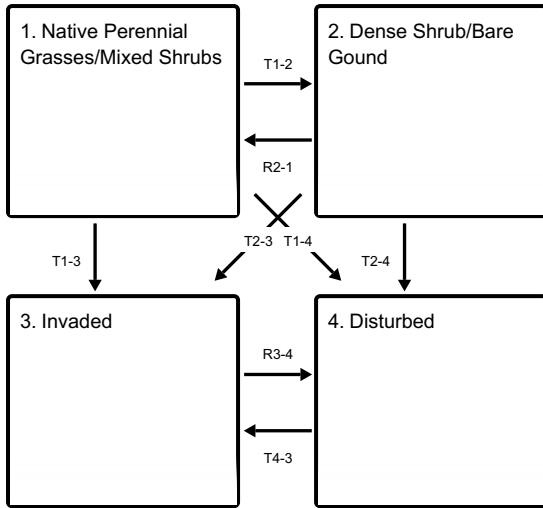 1. Native Perennial
Grasses/Mixed Shrubs
2. Dense Shrub/Bare
Gound
T1-2
R2-1
T1-3
T2-3
T1-4
T2-4
3. Invaded
4. Disturbed
R3-4
T4-3